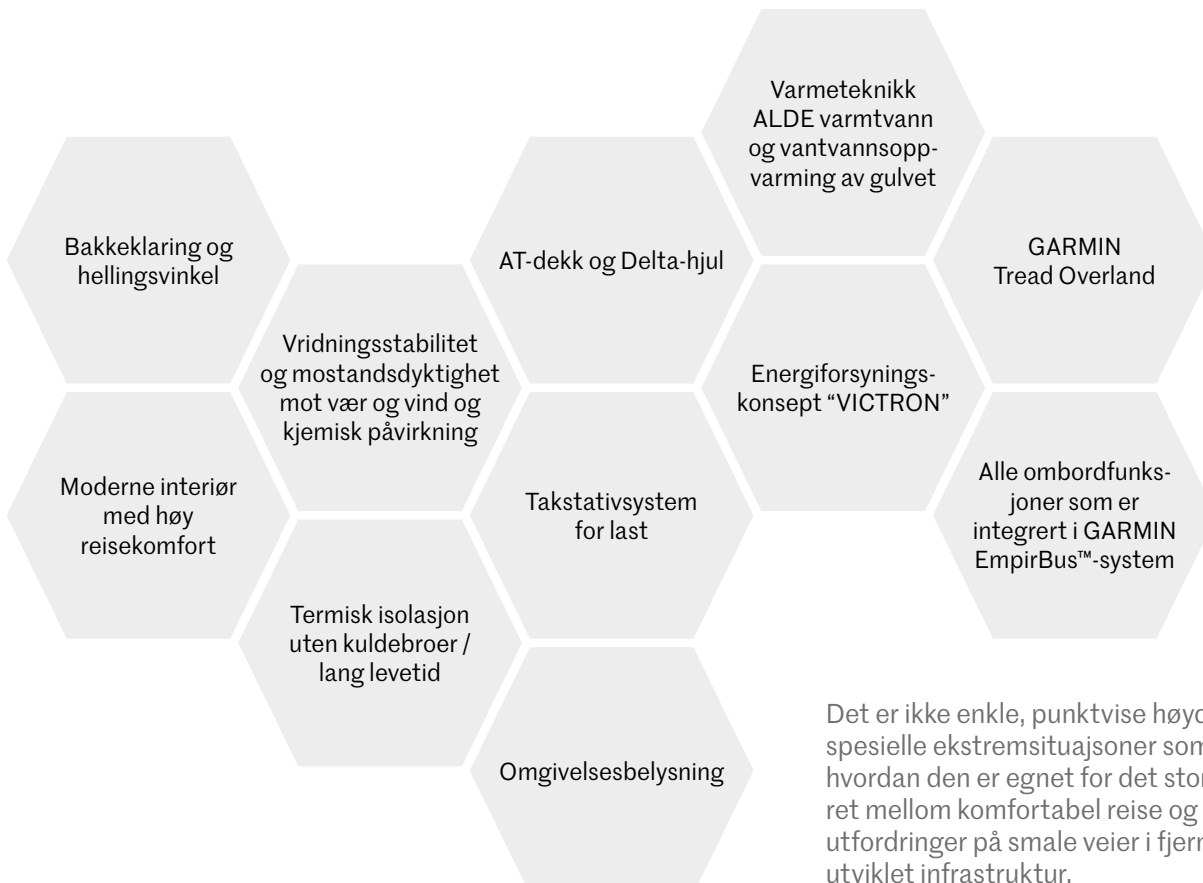 Varmeteknikk
ALDE varmtvann
og vantvannsopp-
varming av gulvet
Bakkeklaring og
hellingsvinkel
AT-dekk og Delta-hjul
GARMIN
Tread Overland
Vridningsstabilitet
og mostandsdyktighet
mot vær og vind og
kjemisk påvirkning
Energiforsynings-
konsept “VICTRON”
Moderne interiør
med høy
reisekomfort
Takstativsystem
for last
Alle ombordfunks-
joner som er
integrert i GARMIN
EmpirBus™-system
Termisk isolasjon
uten kuldebroer /
lang levetid
Omgivelsesbelysning
Det er ikke enkle, punktvise
spesielle ekstremsituajsoner som
hvordan den er egnet for det
ret mellom komfortabel reise og
utfordringer på smale veier i
utviklet infrastruktur.